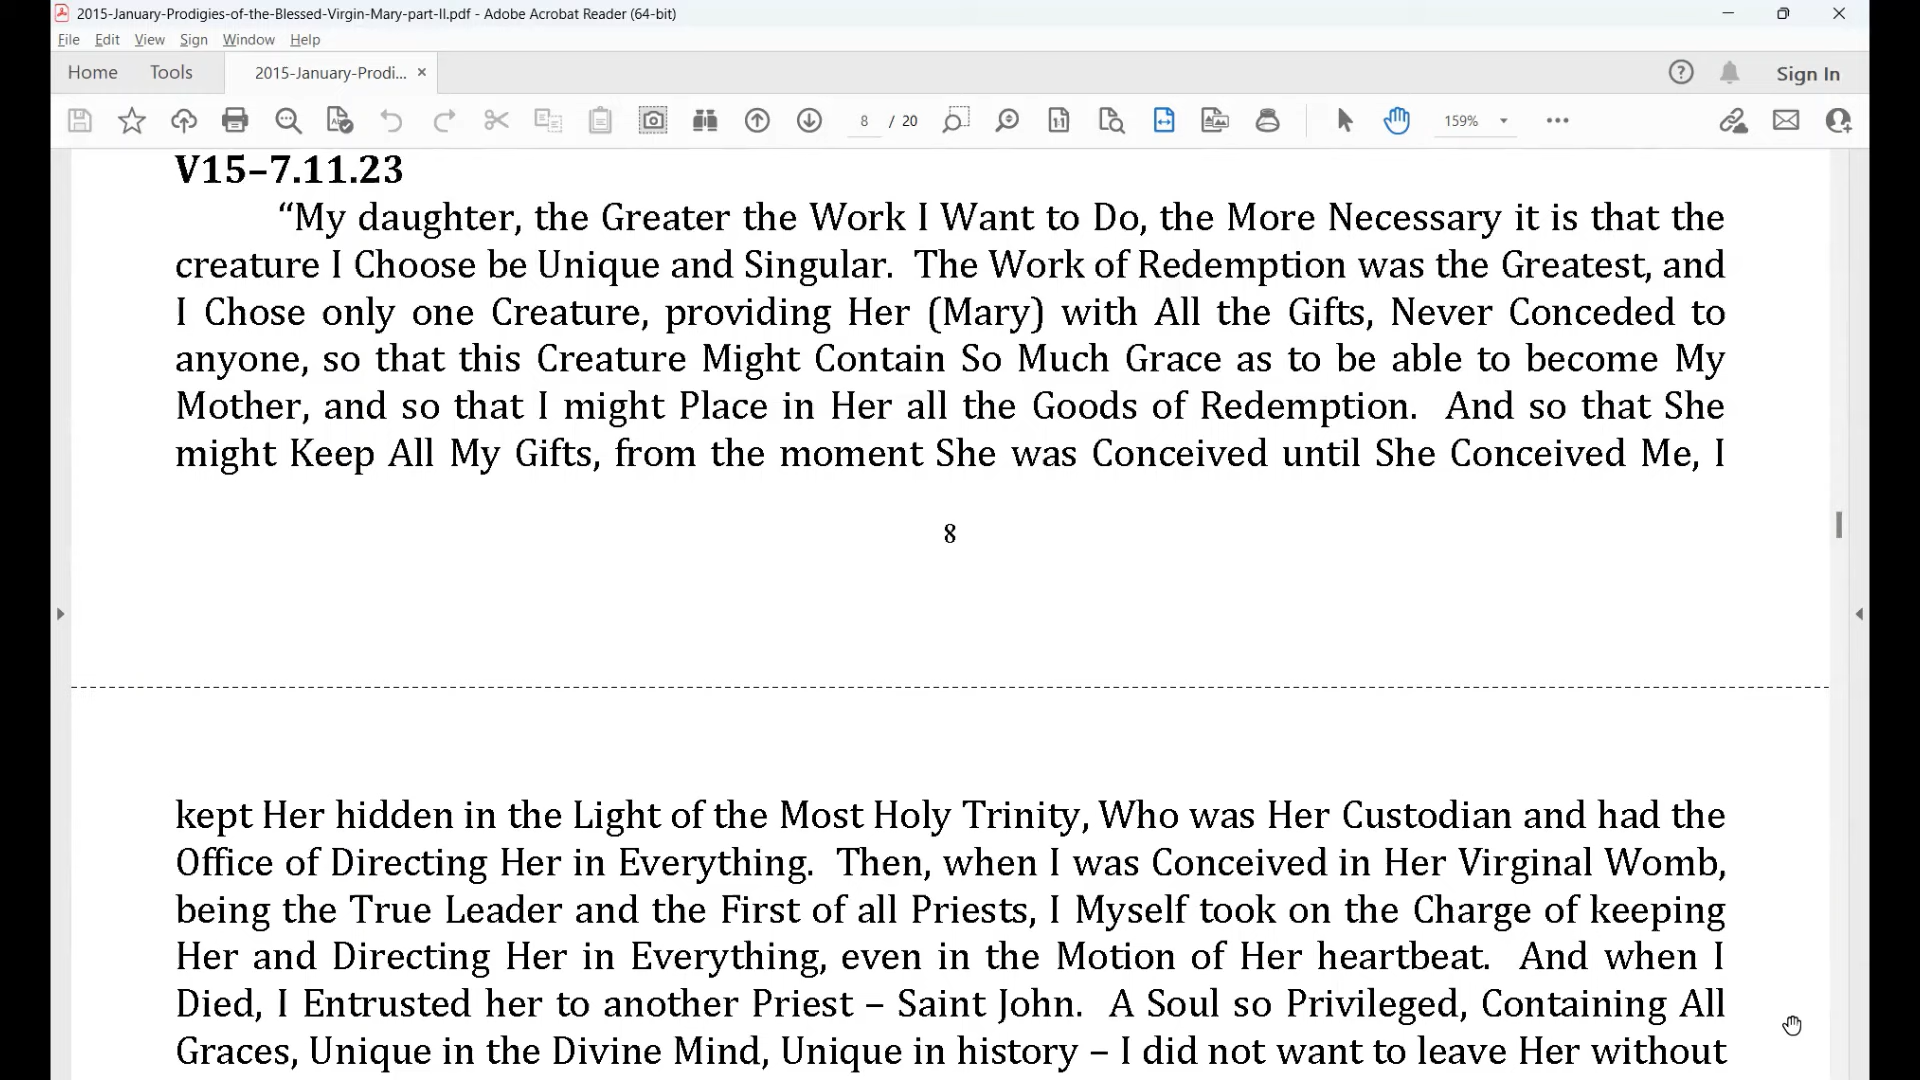 2015-January-Prodigies-of-the-Blessed-Virgin-Mary-part-II.pdf - Adobe Acrobat Reader (64-bit)
File Edit View Sign Window Help
Home Tools 2015-January-Prodi... × Sign In
8 / 20 159%
V15–7.11.23
“My daughter, the Greater the Work I Want to Do, the More Necessary it is that the
creature I Choose be Unique and Singular. The Work of Redemption was the Greatest, and
I Chose only one Creature, providing Her (Mary) with All the Gifts, Never Conceded to
anyone, so that this Creature Might Contain So Much Grace as to be able to become My
Mother, and so that I might Place in Her all the Goods of Redemption. And so that She
might Keep All My Gifts, from the moment She was Conceived until She Conceived Me, I
8
kept Her hidden in the Light of the Most Holy Trinity, Who was Her Custodian and had the
Office of Directing Her in Everything. Then, when I was Conceived in Her Virginal Womb,
being the True Leader and the First of all Priests, I Myself took on the Charge of keeping
Her and Directing Her in Everything, even in the Motion of Her heartbeat. And when I
Died, I Entrusted her to another Priest – Saint John. A Soul so Privileged, Containing All
Graces, Unique in the Divine Mind, Unique in history – I did not want to leave Her without